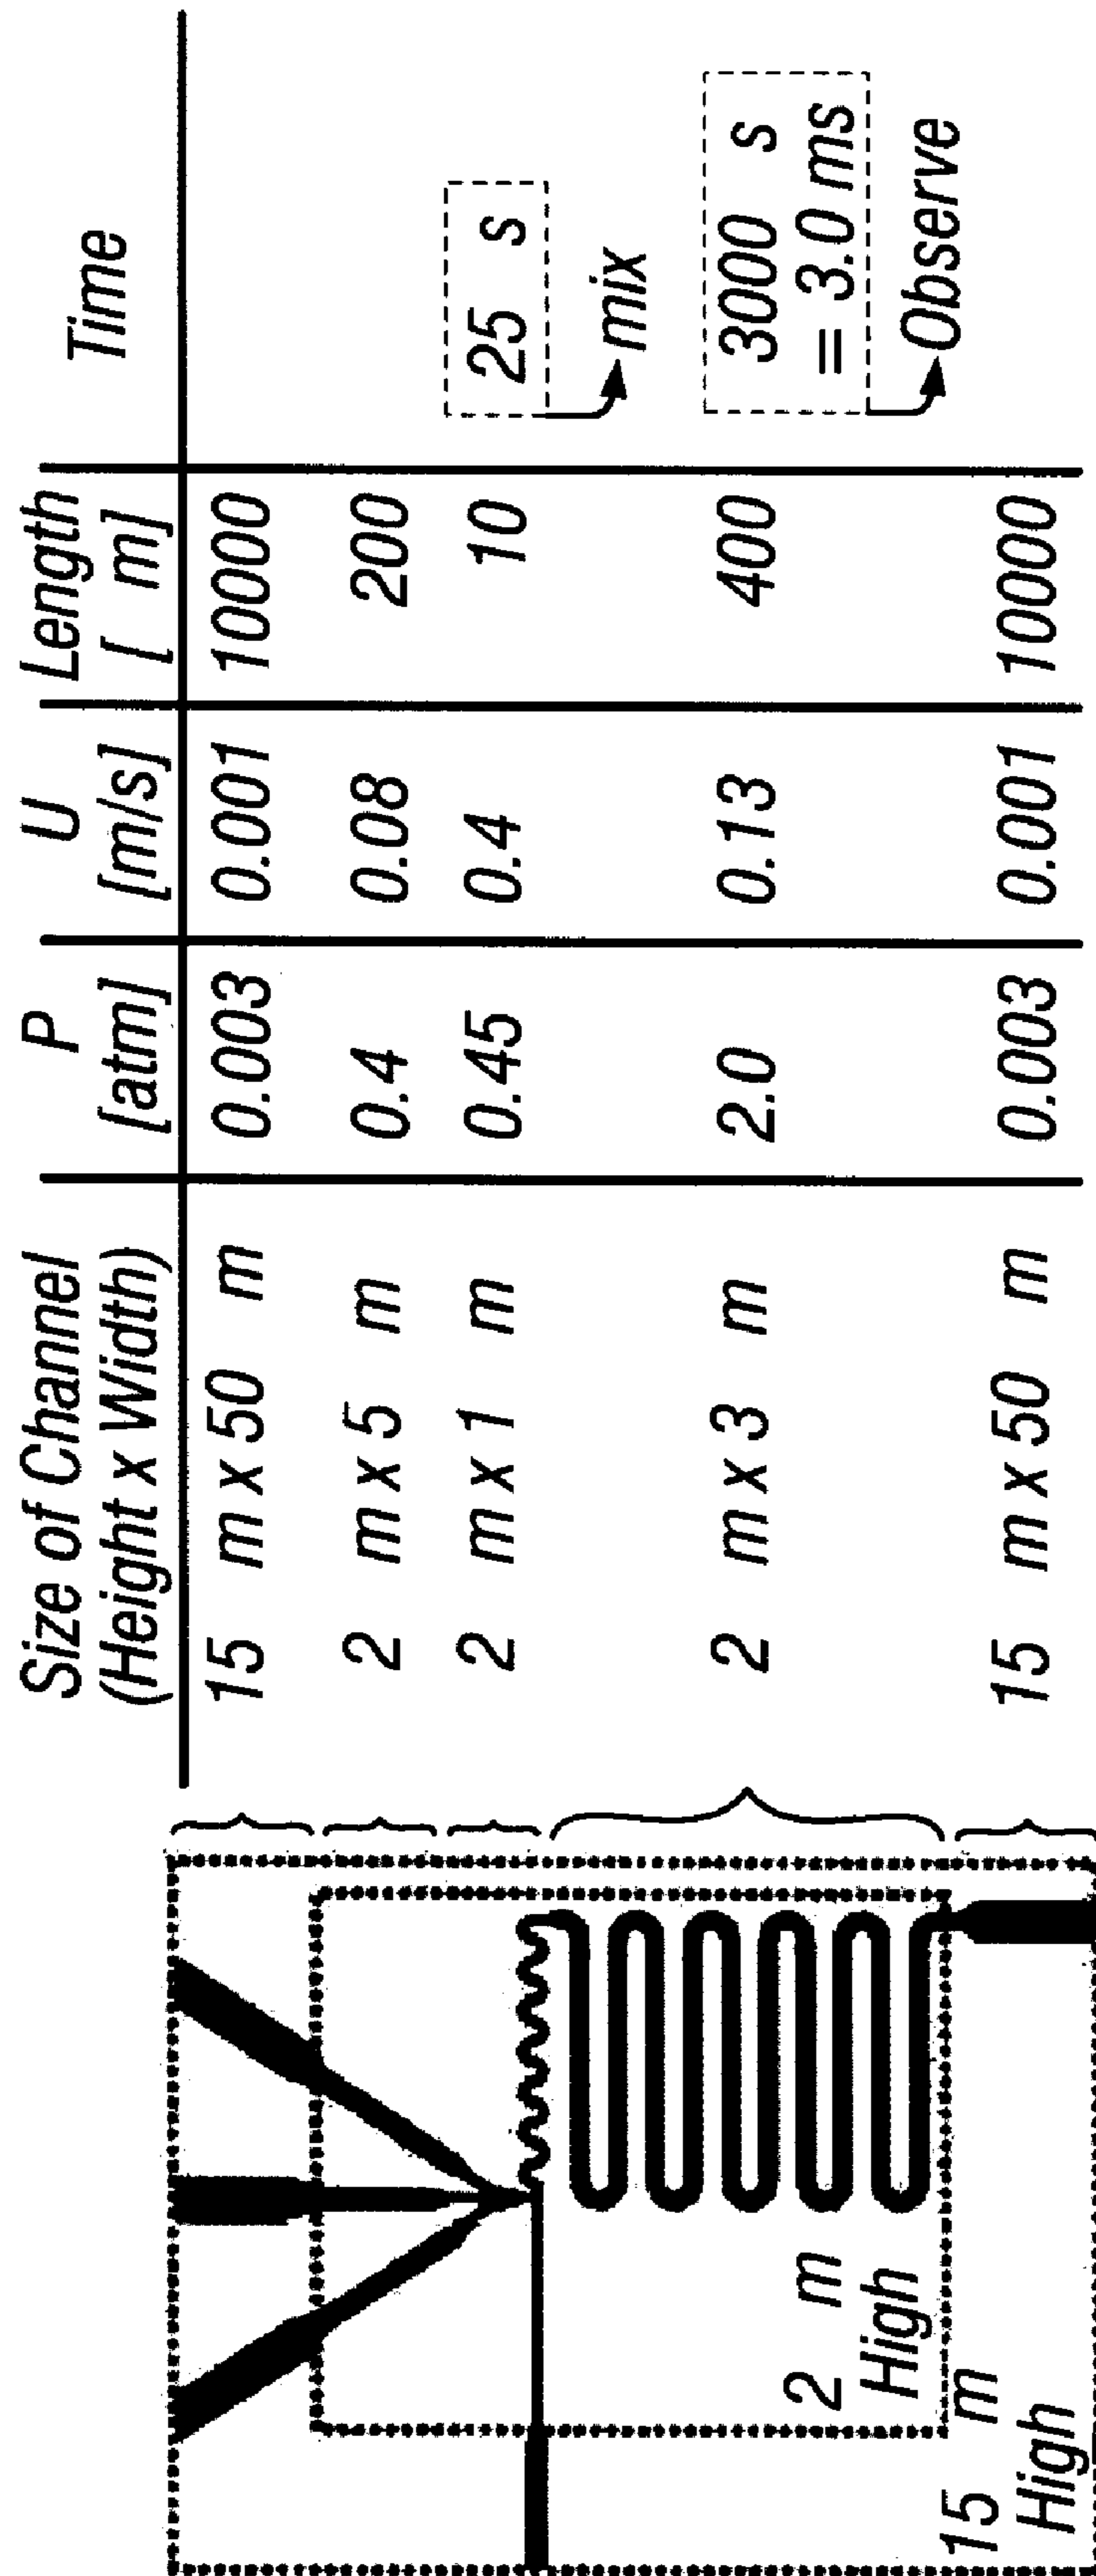 Size of Channel
(Height x Width)
P
[atm]
U
[m/s]
Length
[ m]
Time
15 m x 50 m
0.003
0.001
10000
2 m x 5 m
0.4
0.08
200
2 m x 1 m
0.45
0.4
10
25 s
mix
2 m x 3 m
2.0
0.13
400
3000 s
= 3.0 ms
Observe
15 m x 50 m
0.003
0.001
10000
2 m
High
15 m
High